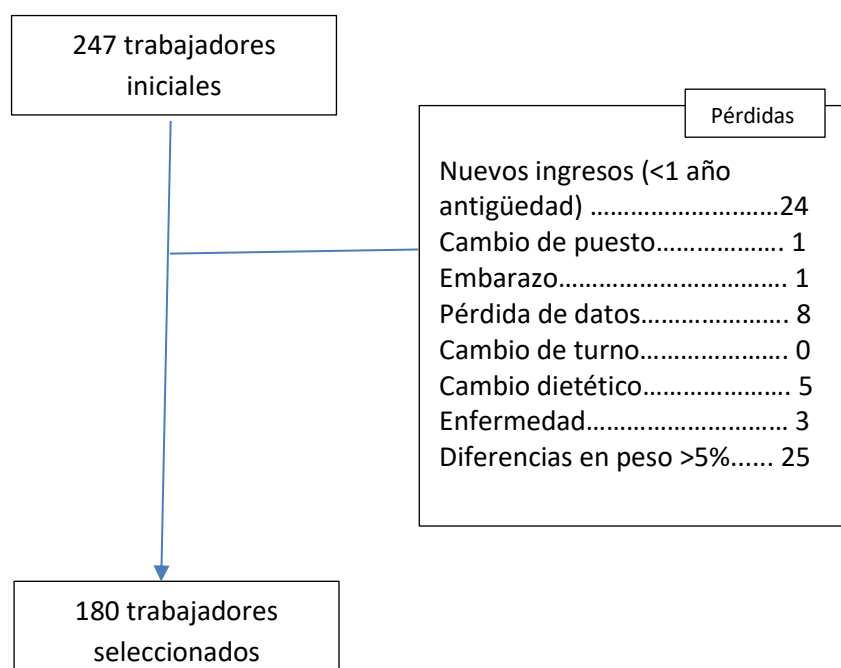 247 trabajadores
iniciales
Pérdidas
Nuevos ingresos (<1 año
antigüedad) ..............................24
Cambio de puesto.................... 1
Embarazo................................. 1
Pérdida de datos....................... 8
Cambio de turno....................... 0
Cambio dietético....................... 5
Enfermedad.............................. 3
Diferencias en peso >5%...... 25
180 trabajadores
seleccionados